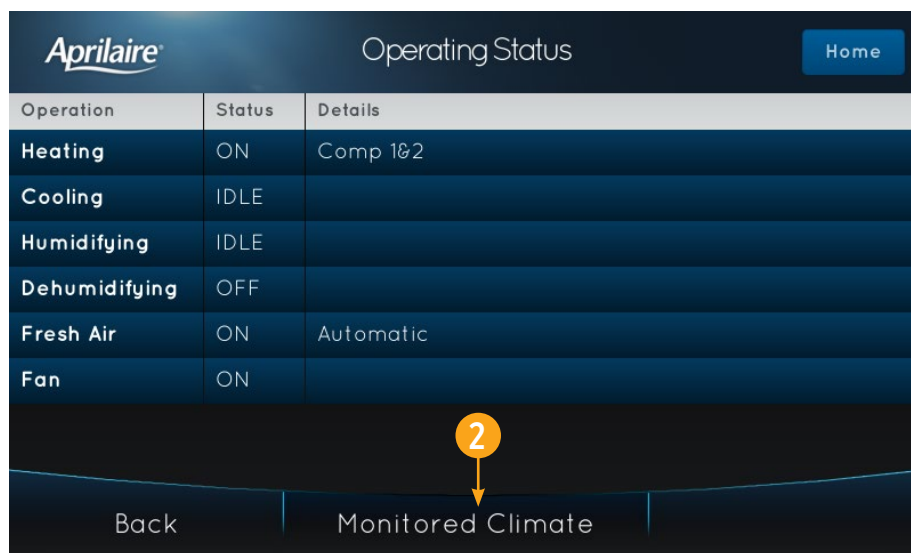 Aprilaire® Operating Status Home
Operation Status Details
Heating ON Comp 1&2
Cooling IDLE
Humidifying IDLE
Dehumidifying OFF
Fresh Air ON Automatic
Fan ON
2
Back Monitored Climate